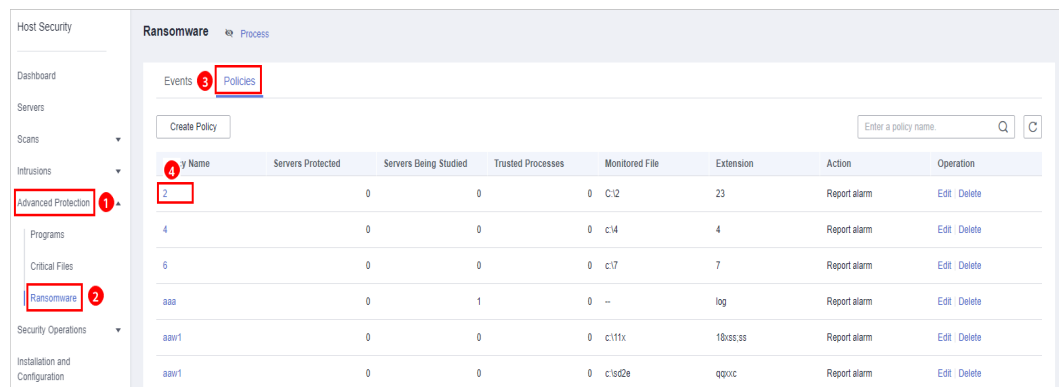 Host Security
Dashboard
Servers
Scans
Intrusions
Advanced Protection 1
Programs
Critical Files
Ransomware 2
Security Operations
Installation and
Configuration
Ransomware Process
Events 3 Policies
Create Policy Enter a policy name.
4 y Name Servers Protected Servers Being Studied Trusted Processes Monitored File Extension Action Operation
2 0 0 0 C:\2 23 Report alarm Edit | Delete
4 0 0 0 c:\4 4 Report alarm Edit | Delete
6 0 0 0 c:\7 7 Report alarm Edit | Delete
aaa 0 1 0 -- log Report alarm Edit | Delete
aaw1 0 0 0 c:\11x 18xss;ss Report alarm Edit | Delete
aaw1 0 0 0 c:\sd2e qqxxc Report alarm Edit | Delete